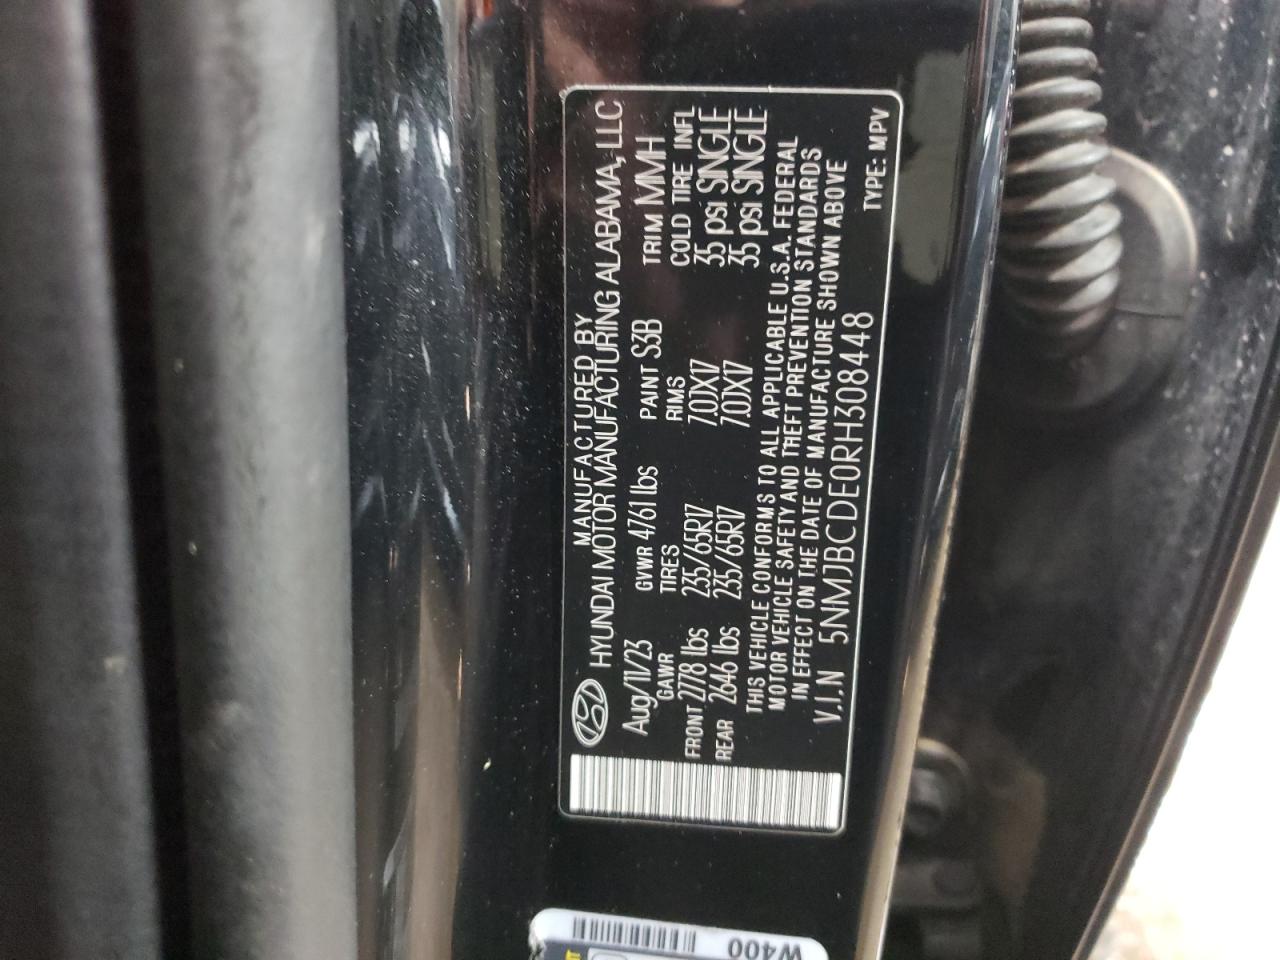 MANUFACTURED BY
HYUNDAI MOTOR MANUFACTURING ALABAMA, LLC
Aug/11/23 GVWR 4761 lbs PAINT S3B TRIM MMH
GAWR TIRES RIMS COLD TIRE INFL
FRONT 2778 lbs 235/65R17 7.0JX17 35 psi SINGLE
REAR 2646 lbs 235/65R17 7.0JX17 35 psi SINGLE
THIS VEHICLE CONFORMS TO ALL APPLICABLE U.S.A. FEDERAL
MOTOR VEHICLE SAFETY AND THEFT PREVENTION STANDARDS
IN EFFECT ON THE DATE OF MANUFACTURE SHOWN ABOVE
V.I.N 5NMJBCDE0RH308448 TYPE: MPV
W400